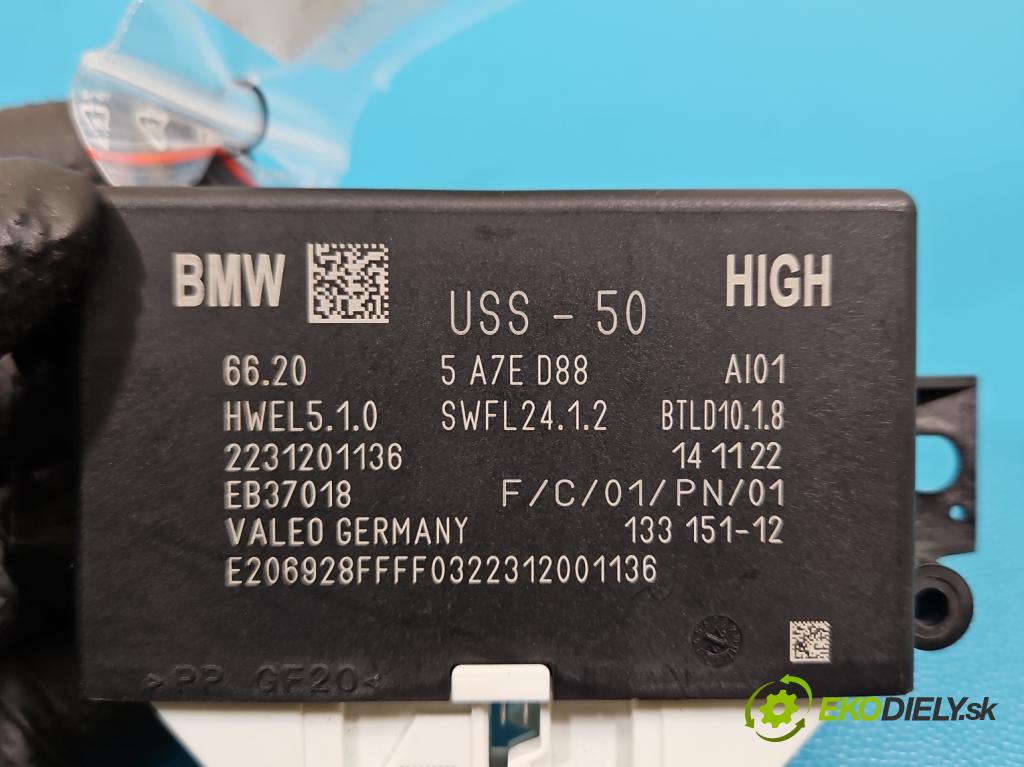 BMW HIGH
USS - 50
66.20 5 A7E D88 AI01
HWEL5.1.0 SWFL24.1.2 BTLD10.1.8
2231201136 14 11 22
EB37018 F/C/01/PN/01
VALEO GERMANY 133 151-12
E206928FFFF0322312001136
>PP GF20<
EKODIELY.sk